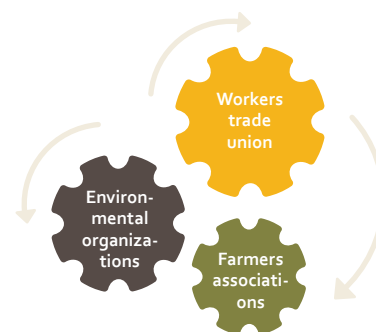 Workers
trade
union
Environ-
mental
organiza-
tions
Farmers
associati-
ons